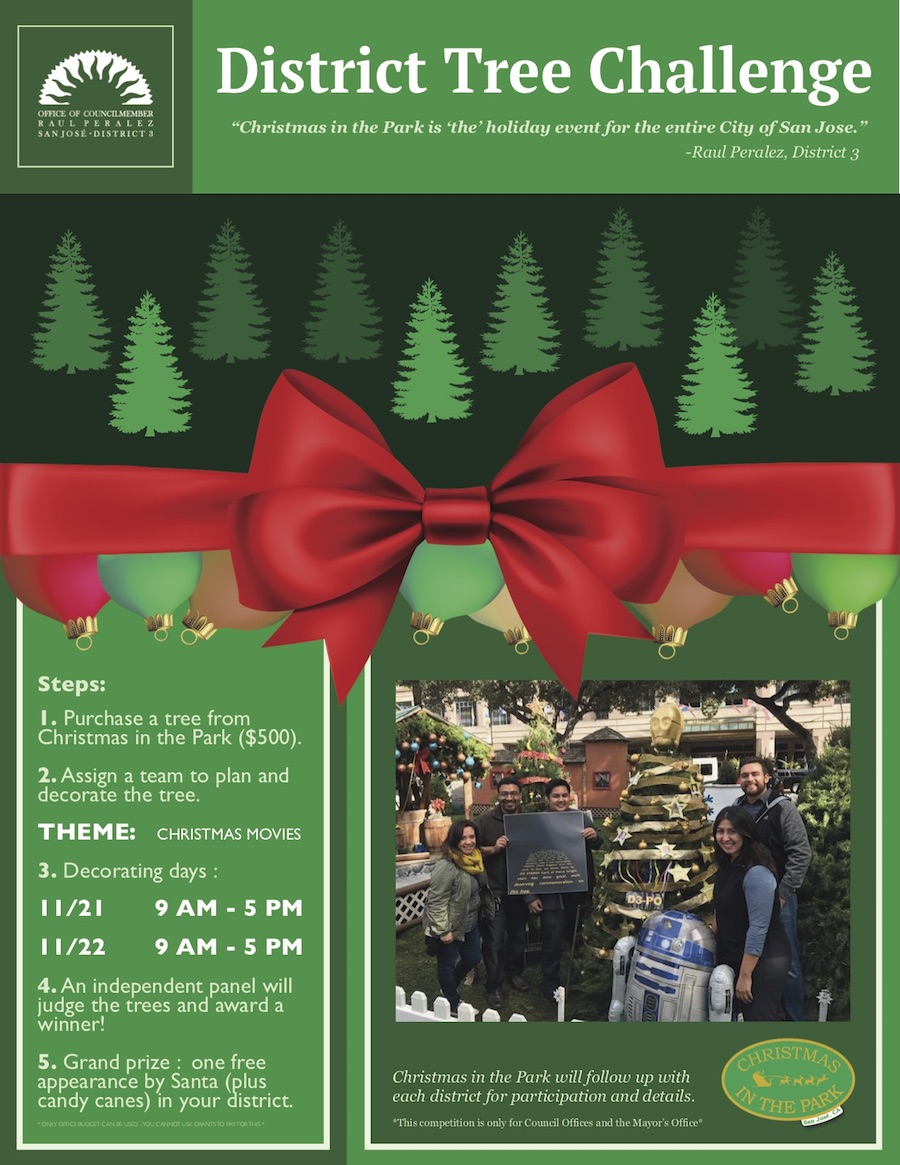 OFFICE OF COUNCILMEMBER
RAUL PERALEZ
SAN JOSÉ • DISTRICT 3
District Tree Challenge
“Christmas in the Park is ‘the’ holiday event for the entire City of San Jose.”
-Raul Peralez, District 3
Steps:
1. Purchase a tree from
Christmas in the Park ($500).
2. Assign a team to plan and
decorate the tree.
THEME: CHRISTMAS MOVIES
3. Decorating days :
11/21 9 AM - 5 PM
11/22 9 AM - 5 PM
4. An independent panel will
judge the trees and award a
winner!
5. Grand prize : one free
appearance by Santa (plus
candy canes) in your district.
* ONLY OFFICE BUDGET CAN BE USED . YOU CANNOT USE GRANTS TO PAY FOR THIS *
D3-PO
Christmas in the Park will follow up with
each district for participation and details.
*This competition is only for Council Offices and the Mayor's Office*
CHRISTMAS
IN THE PARK
San Jose, CA